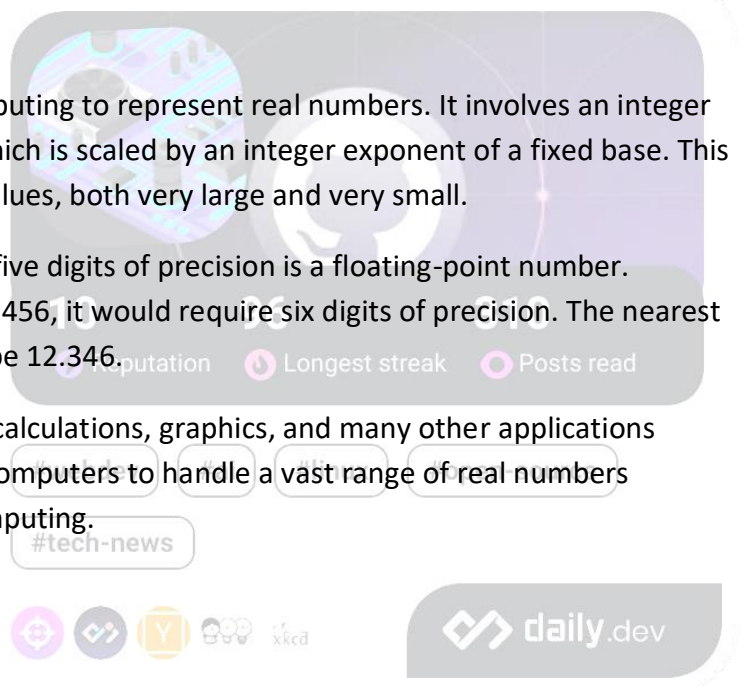 puting to represent real numbers. It involves an integer
hich is scaled by an integer exponent of a fixed base. This
lues, both very large and very small.
five digits of precision is a floating-point number.
456, it would require six digits of precision. The nearest
be 12.346.
Reputation
Longest streak
Posts read
calculations, graphics, and many other applications
omputers to handle a vast range of real numbers
mputing.
#tech-news
Y
xkcd
daily.dev